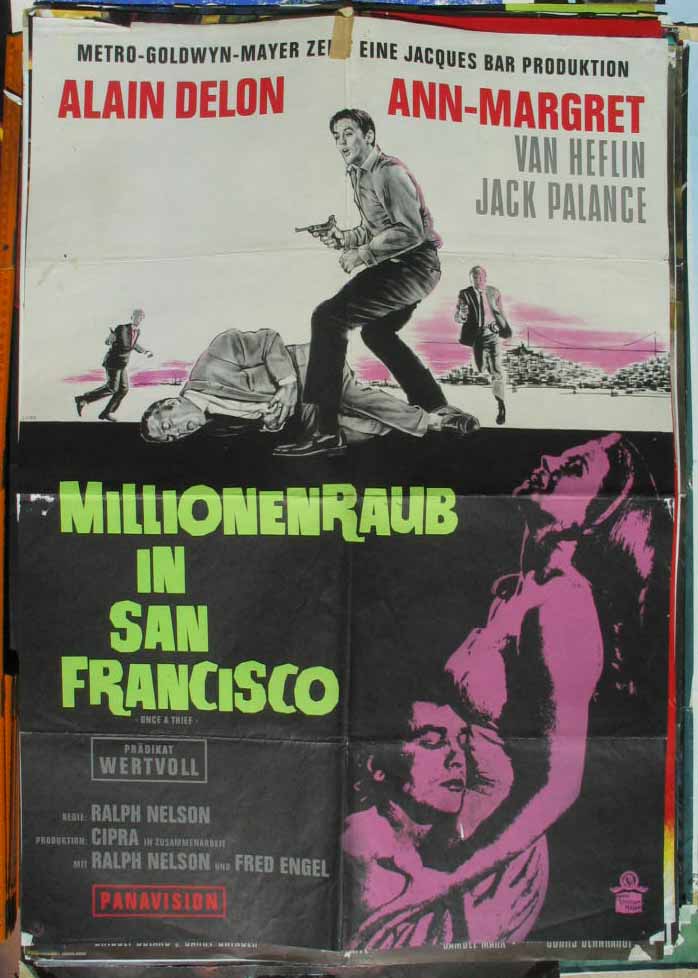 METRO-GOLDWYN-MAYER EINE JACQUES BAR PRODUKTION
ALAIN DELON
ANN-MARGRET
VAN HEFLIN
JACK PALANCE
MILLIONENRAUB
IN
SAN
FRANCISCO
- ONCE A THIEF -
PRÄDIKAT
WERTVOLL
REGIE: RALPH NELSON
PRODUKTION: CIPRA IN ZUSAMMENARBEIT
MIT RALPH NELSON UND FRED ENGEL
PANAVISION